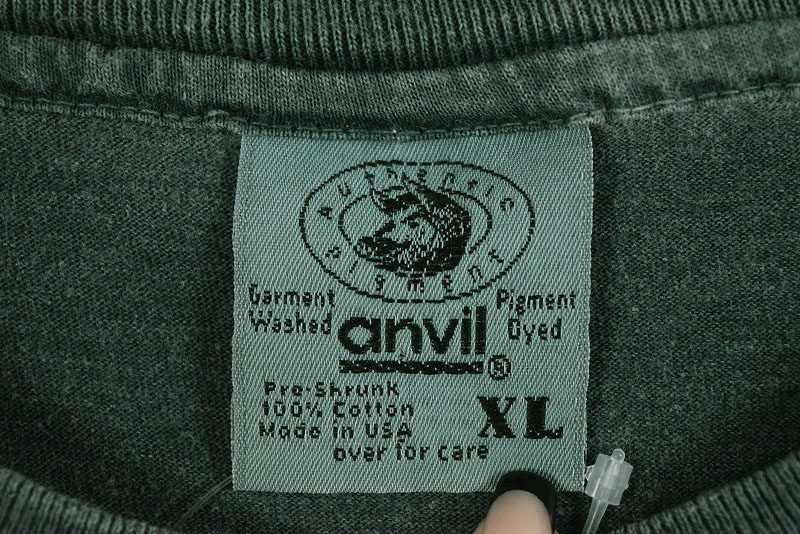 Authentic
Pigment
Garment Washed
Pigment Dyed
anvil®
Pre-Shrunk
100% Cotton
Made in USA
over for care
XL